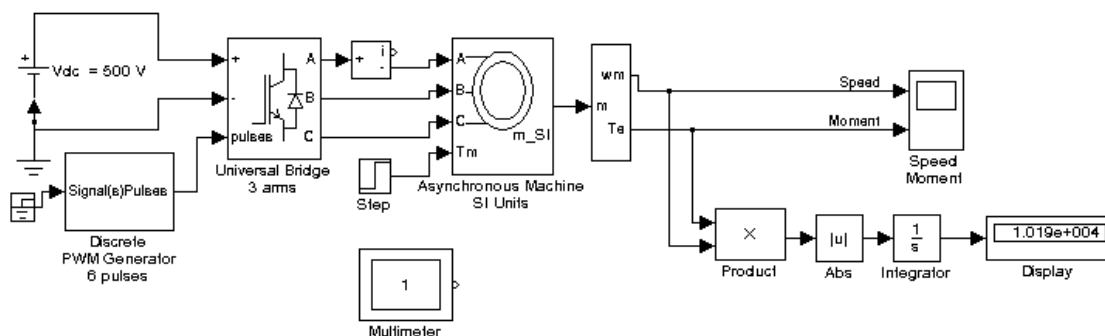 Vdc = 500 V
+
+
-
pulses
A
B
C
Universal Bridge
3 arms
+
i
-
A
B
C
Tm
m_SI
Asynchronous Machine
SI Units
Step
m
wm
Te
Speed
Moment
Speed
Moment
Signal(s)Pulses
Discrete
PWM Generator
6 pulses
×
Product
|u|
Abs
1
s
Integrator
1.019e+004
Display
1
Multimeter